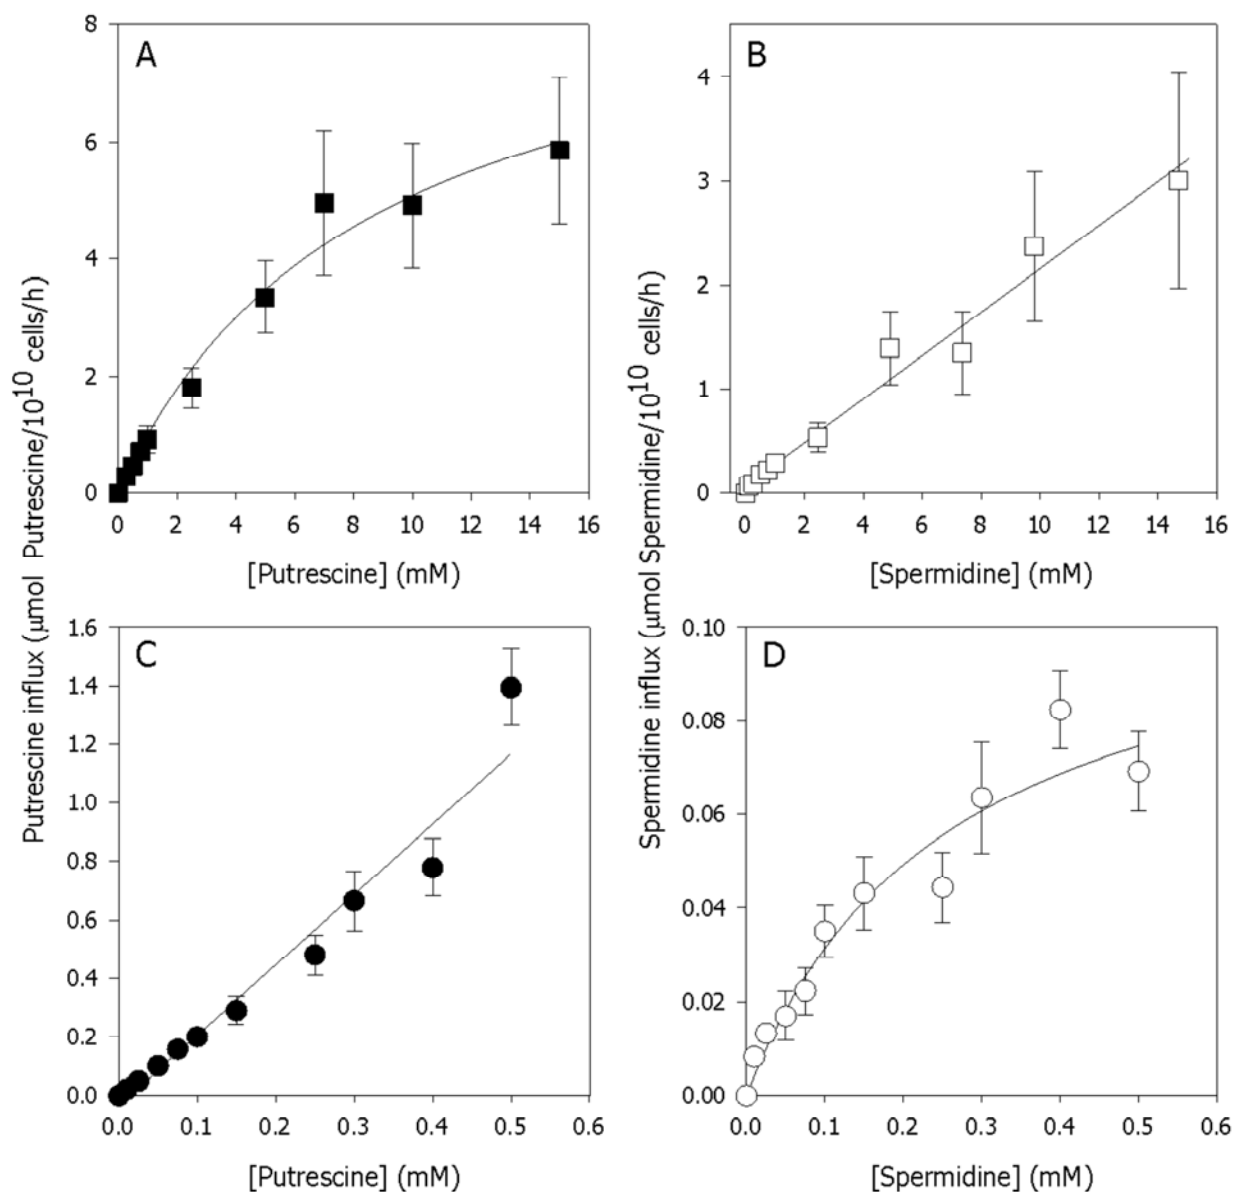 A
8
6
4
2
0
0 2 4 6 8 10 12 14 16
[Putrescine] (mM)
B
4
3
2
1
0
0 2 4 6 8 10 12 14 16
[Spermidine] (mM)
Putrescine influx (μmol Putrescine/10¹⁰ cells/h)
Spermidine influx (μmol Spermidine/10¹⁰ cells/h)
C
1.6
1.4
1.2
1.0
0.8
0.6
0.4
0.2
0.0
0.0 0.1 0.2 0.3 0.4 0.5 0.6
[Putrescine] (mM)
D
0.10
0.08
0.06
0.04
0.02
0.00
0.0 0.1 0.2 0.3 0.4 0.5 0.6
[Spermidine] (mM)